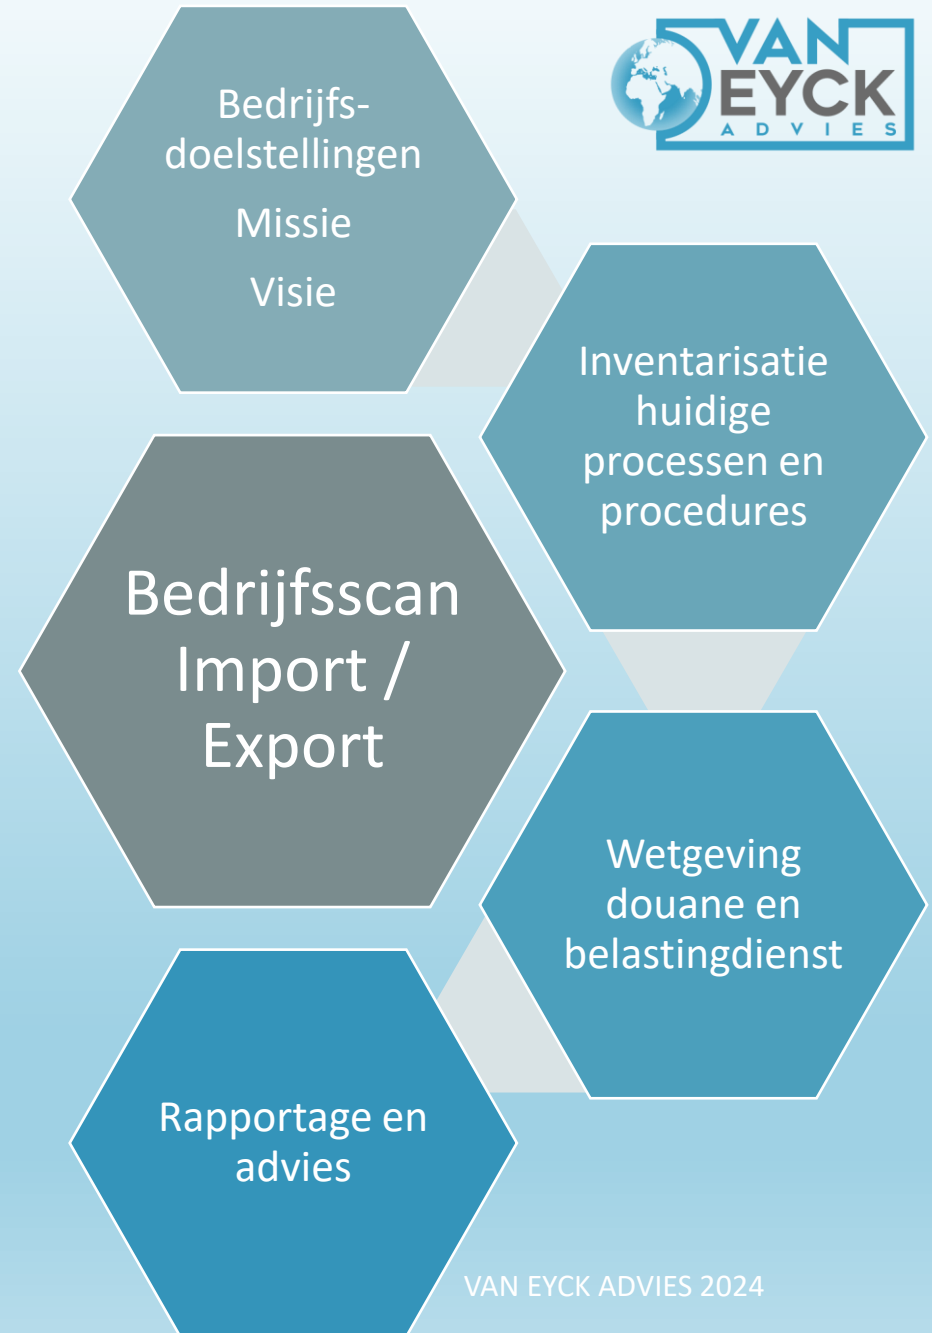 VAN
EYCK
ADVIES
Bedrijfs-
doelstellingen
Missie
Visie
Inventarisatie
huidige
processen en
procedures
Bedrijfsscan
Import /
Export
Wetgeving
douane en
belastingdienst
Rapportage en
advies
VAN EYCK ADVIES 2024